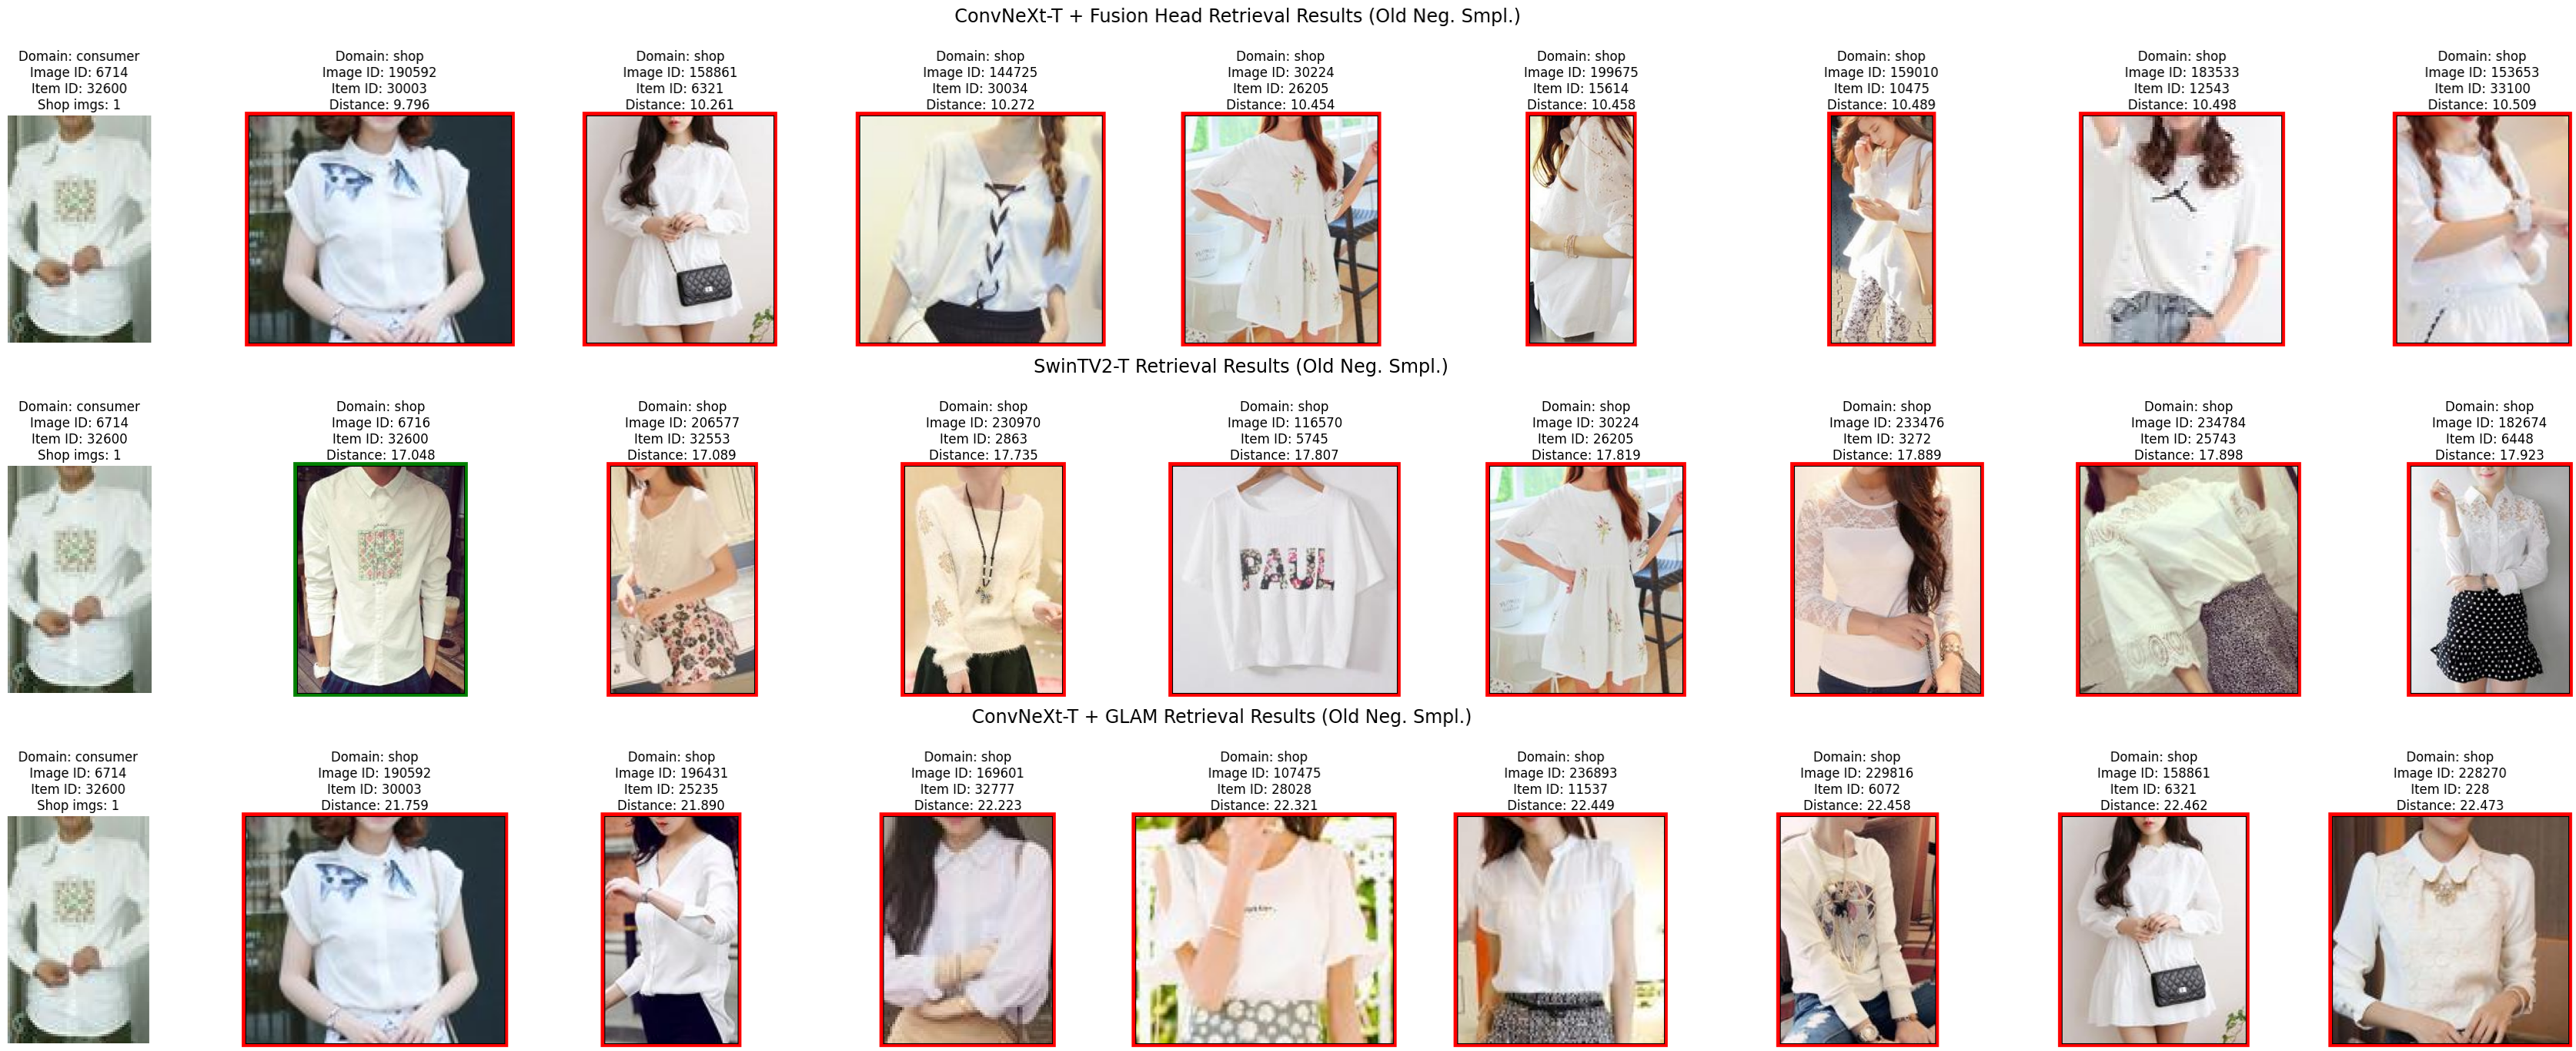 ConvNeXt-T + Fusion Head Retrieval Results (Old Neg. Smpl.)
Domain: consumer
Image ID: 6714
Item ID: 32600
Shop imgs: 1
Domain: shop
Image ID: 190592
Item ID: 30003
Distance: 9.796
Domain: shop
Image ID: 158861
Item ID: 6321
Distance: 10.261
Domain: shop
Image ID: 144725
Item ID: 30034
Distance: 10.272
Domain: shop
Image ID: 30224
Item ID: 26205
Distance: 10.454
Domain: shop
Image ID: 199675
Item ID: 15614
Distance: 10.458
Domain: shop
Image ID: 159010
Item ID: 10475
Distance: 10.489
Domain: shop
Image ID: 183533
Item ID: 12543
Distance: 10.498
Domain: shop
Image ID: 153653
Item ID: 33100
Distance: 10.509
SwinTV2-T Retrieval Results (Old Neg. Smpl.)
Domain: consumer
Image ID: 6714
Item ID: 32600
Shop imgs: 1
Domain: shop
Image ID: 6716
Item ID: 32600
Distance: 17.048
Domain: shop
Image ID: 206577
Item ID: 32553
Distance: 17.089
Domain: shop
Image ID: 230970
Item ID: 2863
Distance: 17.735
Domain: shop
Image ID: 116570
Item ID: 5745
Distance: 17.807
PAUL
Domain: shop
Image ID: 30224
Item ID: 26205
Distance: 17.819
Domain: shop
Image ID: 233476
Item ID: 3272
Distance: 17.889
Domain: shop
Image ID: 234784
Item ID: 25743
Distance: 17.898
Domain: shop
Image ID: 182674
Item ID: 6448
Distance: 17.923
ConvNeXt-T + GLAM Retrieval Results (Old Neg. Smpl.)
Domain: consumer
Image ID: 6714
Item ID: 32600
Shop imgs: 1
Domain: shop
Image ID: 190592
Item ID: 30003
Distance: 21.759
Domain: shop
Image ID: 196431
Item ID: 25235
Distance: 21.890
Domain: shop
Image ID: 169601
Item ID: 32777
Distance: 22.223
Domain: shop
Image ID: 107475
Item ID: 28028
Distance: 22.321
Domain: shop
Image ID: 236893
Item ID: 11537
Distance: 22.449
Domain: shop
Image ID: 229816
Item ID: 6072
Distance: 22.458
Domain: shop
Image ID: 158861
Item ID: 6321
Distance: 22.462
Domain: shop
Image ID: 228270
Item ID: 228
Distance: 22.473